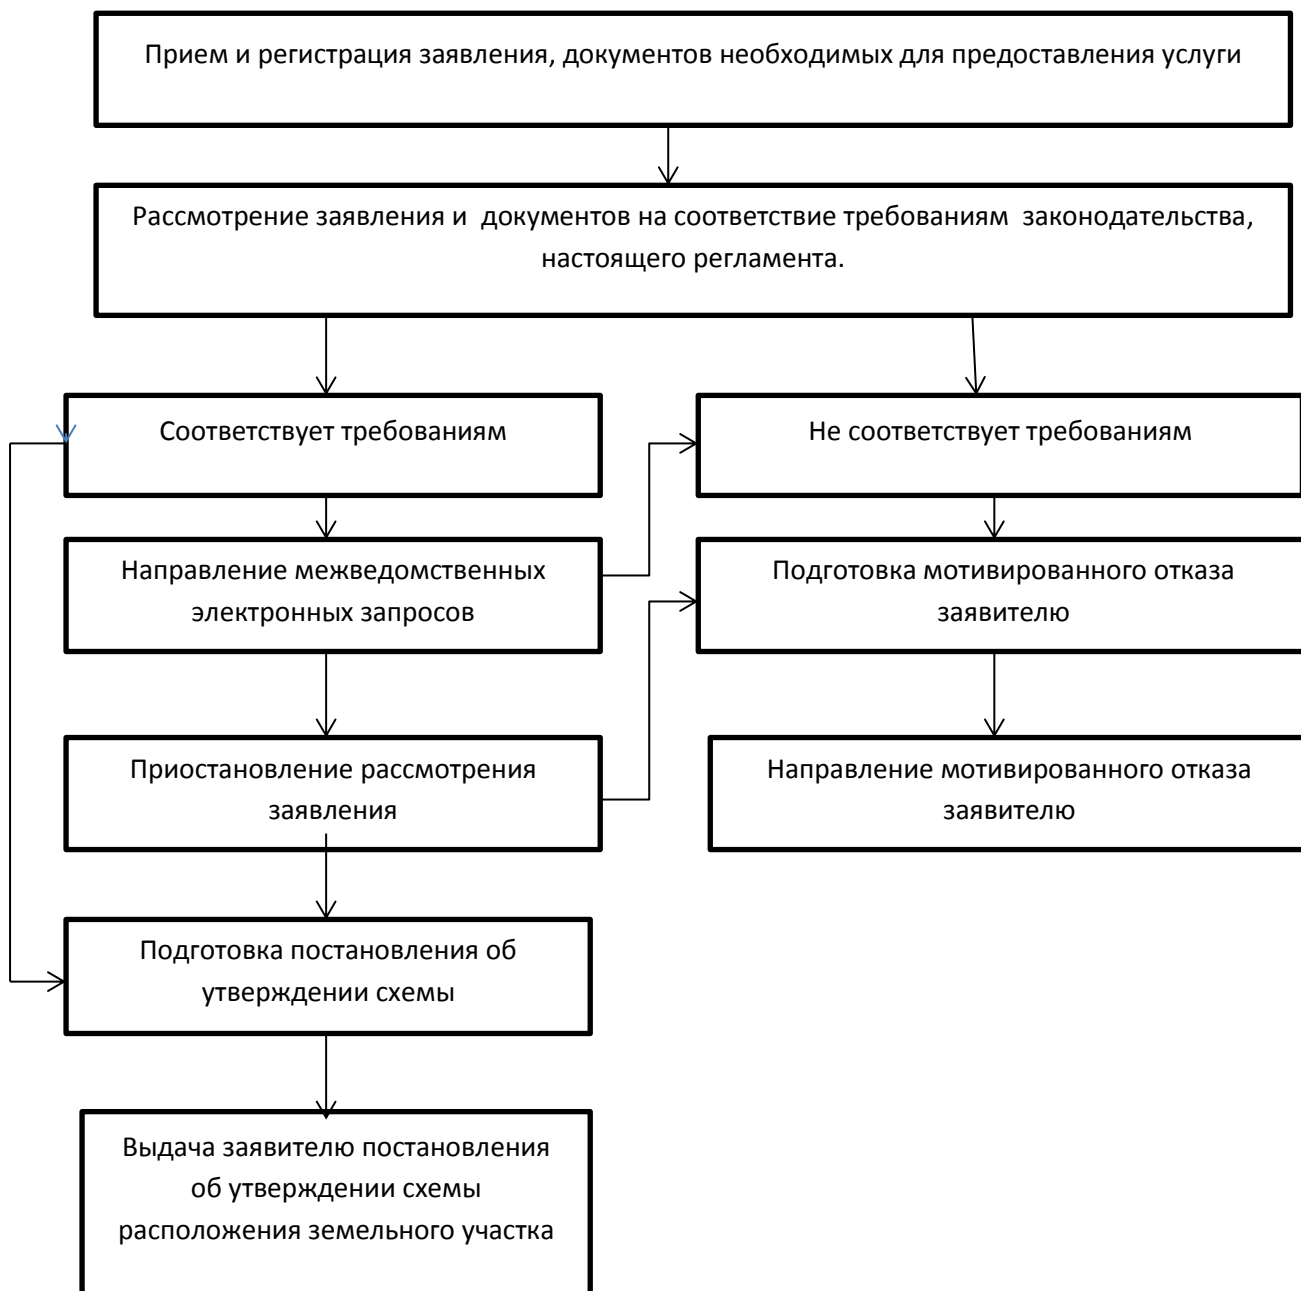 Прием и регистрация заявления, документов необходимых для предоставления услуги
Рассмотрение заявления и  документов на соответствие требованиям  законодательства,
настоящего регламента.
Соответствует требованиям
Не соответствует требованиям
Направление межведомственных
электронных запросов
Подготовка мотивированного отказа
заявителю
Приостановление рассмотрения
заявления
Направление мотивированного отказа
заявителю
Подготовка постановления об
утверждении схемы
Выдача заявителю постановления
об утверждении схемы
расположения земельного участка